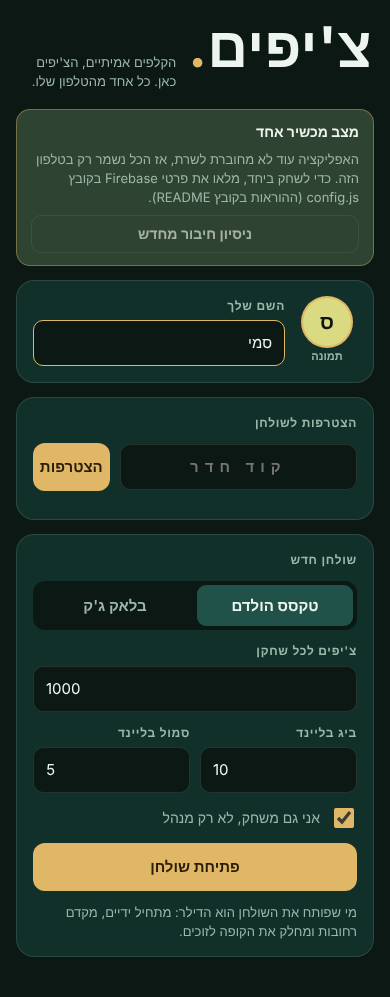 צ'יפים.
הקלפים אמיתיים, הצ'יפים
כאן. כל אחד מהטלפון שלו.
מצב מכשיר אחד
האפליקציה עוד לא מחוברת לשרת, אז הכל נשמר רק בטלפון
הזה. כדי לשחק ביחד, מלאו את פרטי Firebase בקובץ
config.js (ההוראות בקובץ README).
ניסיון חיבור מחדש
ס
תמונה
השם שלך
סמי
הצטרפות לשולחן
קוד חדר
הצטרפות
שולחן חדש
טקסס הולדם
בלאק ג'ק
צ'יפים לכל שחקן
1000
ביג בליינד
סמול בליינד
10
5
אני גם משחק, לא רק מנהל
פתיחת שולחן
מי שפותח את השולחן הוא הדילר: מתחיל ידיים, מקדם
רחובות ומחלק את הקופה לזוכים.